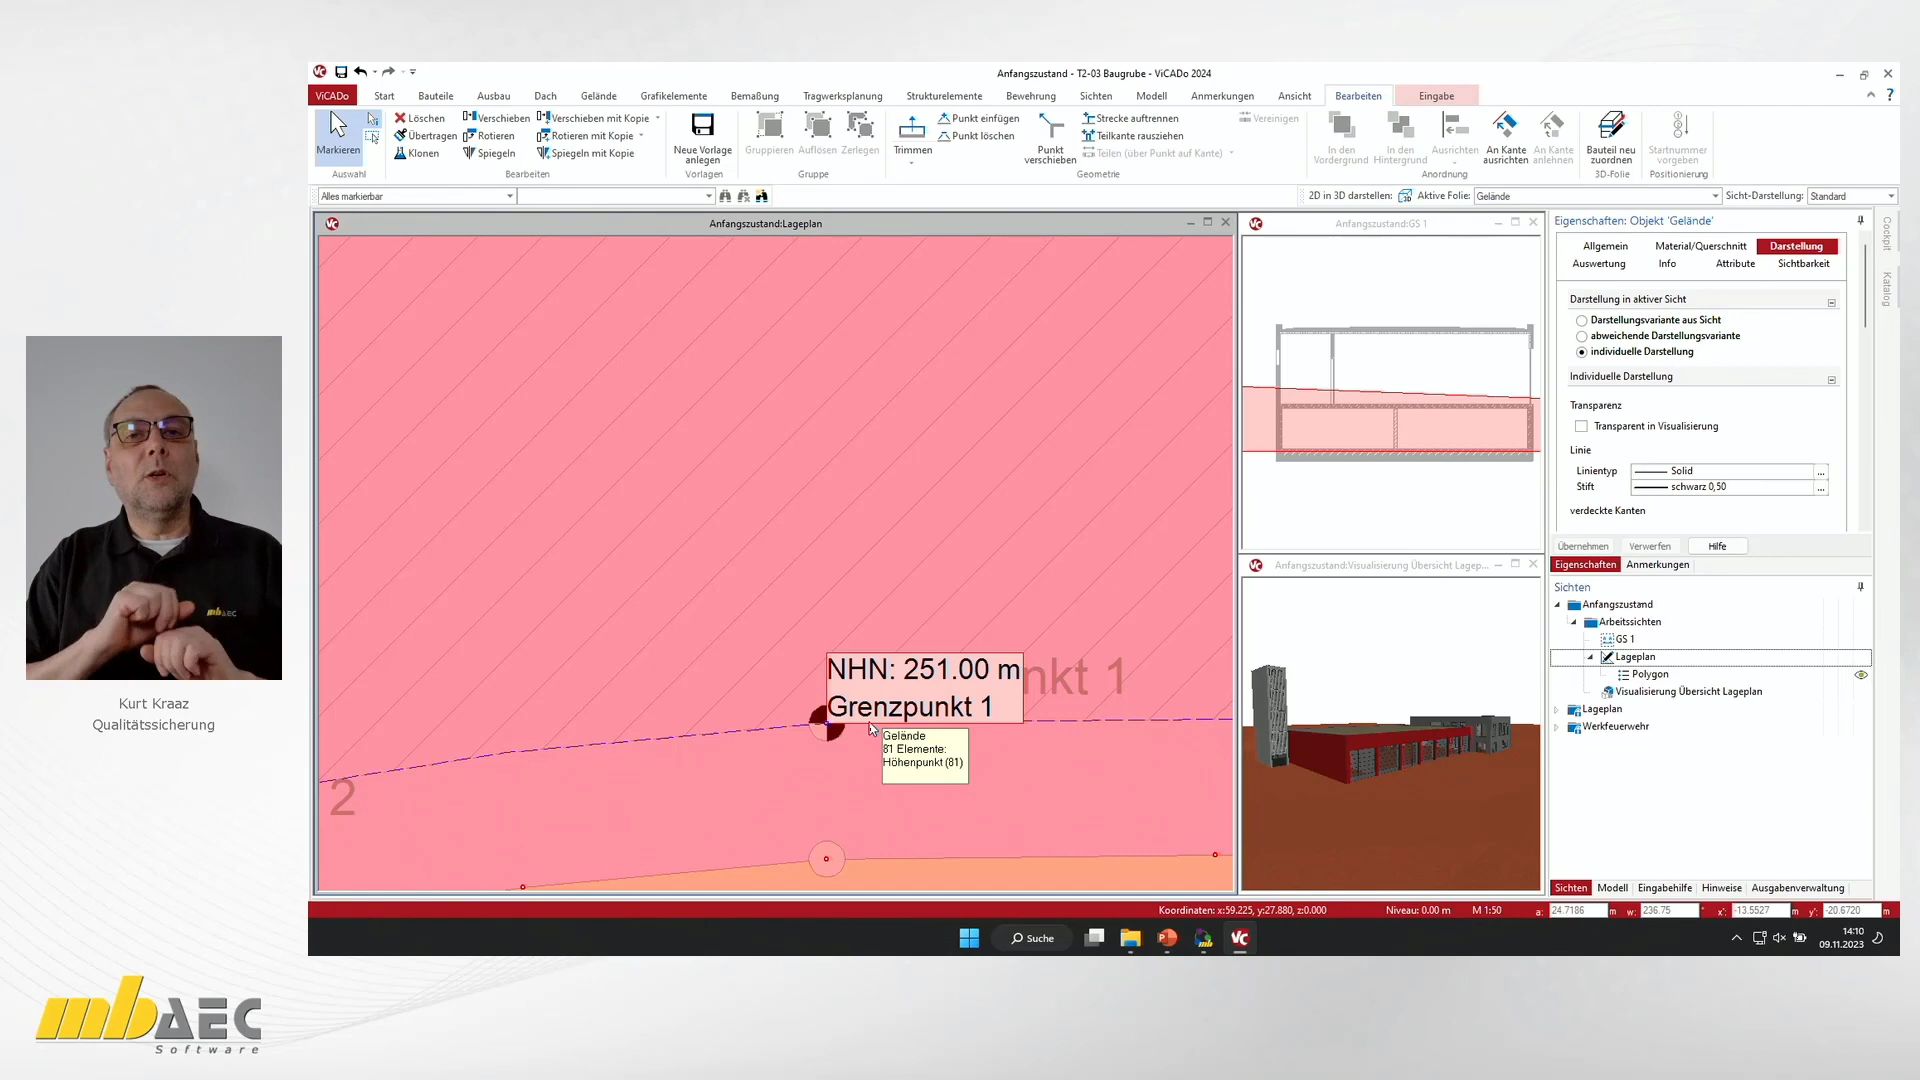 Anfangszustand - T2-03 Baugrube - ViCADo 2024
ViCADo Start Bauteile Ausbau Dach Gelände Grafikelemente Bemaßung Tragwerksplanung Strukturelemente Bewehrung Sichten Modell Anmerkungen Ansicht Bearbeiten Eingabe
Löschen Verschieben Verschieben mit Kopie
Übertragen Rotieren Rotieren mit Kopie
Klonen Spiegeln Spiegeln mit Kopie
Markieren
Auswahl
Bearbeiten
Neue Vorlage
anlegen
Vorlagen
Gruppieren Auflösen Zerlegen
Gruppe
Trimmen
Punkt einfügen
Punkt löschen
Punkt
verschieben
Strecke auftrennen
Teilkante rausziehen
Teilen (über Punkt auf Kante)
Vereinigen
Geometrie
In den
Vordergrund
In den
Hintergrund
Ausrichten
An Kante
ausrichten
An Kante
anlehnen
Anordnung
Bauteil neu
zuordnen
3D-Folie
Startnummer
vorgeben
Positionierung
Alles markierbar
2D in 3D darstellen: Aktive Folie: Gelände Sicht-Darstellung: Standard
Anfangszustand:Lageplan
NHN: 251.00 m
Grenzpunkt 1
nkt 1
Gelände
81 Elemente:
Höhenpunkt (81)
2
Anfangszustand:GS 1
Anfangszustand:Visualisierung Übersicht Lagep...
Eigenschaften: Objekt 'Gelände'
Allgemein Material/Querschnitt Darstellung
Auswertung Info Attribute Sichtbarkeit
Darstellung in aktiver Sicht
Darstellungsvariante aus Sicht
abweichende Darstellungsvariante
individuelle Darstellung
Individuelle Darstellung
Transparenz
Transparent in Visualisierung
Linie
Linientyp Solid ...
Stift schwarz 0,50 ...
verdeckte Kanten
Übernehmen Verwerfen Hilfe
Eigenschaften Anmerkungen
Cockpit
Katalog
Sichten
Anfangszustand
Arbeitssichten
GS 1
Lageplan
Polygon
Visualisierung Übersicht Lageplan
Lageplan
Werkfeuerwehr
Sichten Modell Eingabehilfe Hinweise Ausgabenverwaltung
Koordinaten: x:59.225, y:27.880, z:0.000 Niveau: 0.00 m M 1:50 a: 24.7186 m w: 236.75 ° x': -13.5527 m y': -20.6720 m
Suche
14:10
09.11.2023
mbAEC
Kurt Kraaz
Qualitätssicherung
mbAEC
Software